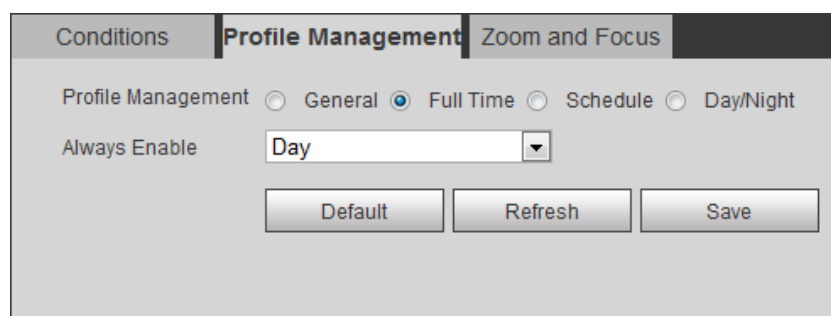 Conditions Profile Management Zoom and Focus
Profile Management General Full Time Schedule Day/Night
Always Enable Day
Default Refresh Save